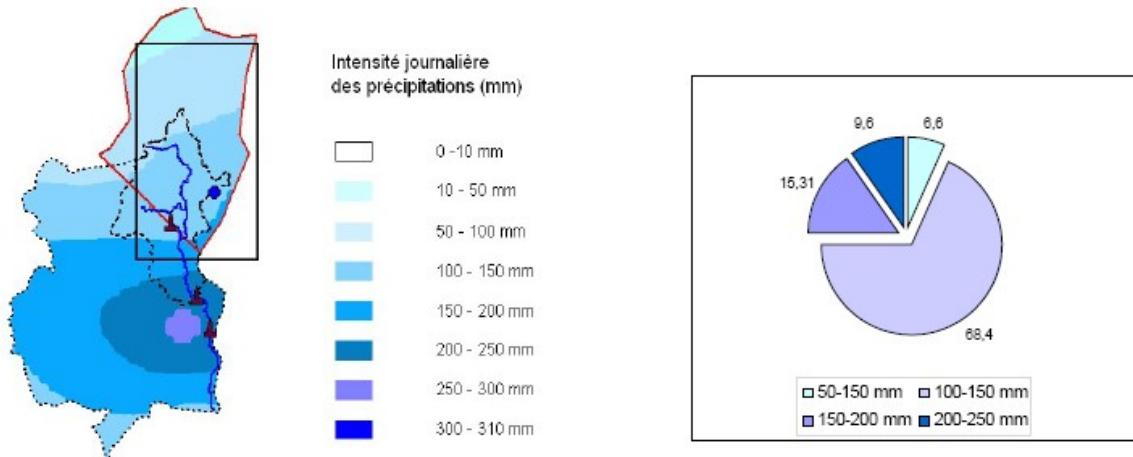 Intensité journalière
des précipitations (mm)
0 -10 mm
10 - 50 mm
50 - 100 mm
100 - 150 mm
150 - 200 mm
200 - 250 mm
250 - 300 mm
300 - 310 mm
9,6
6,6
15,31
68,4
50-150 mm 100-150 mm
150-200 mm 200-250 mm